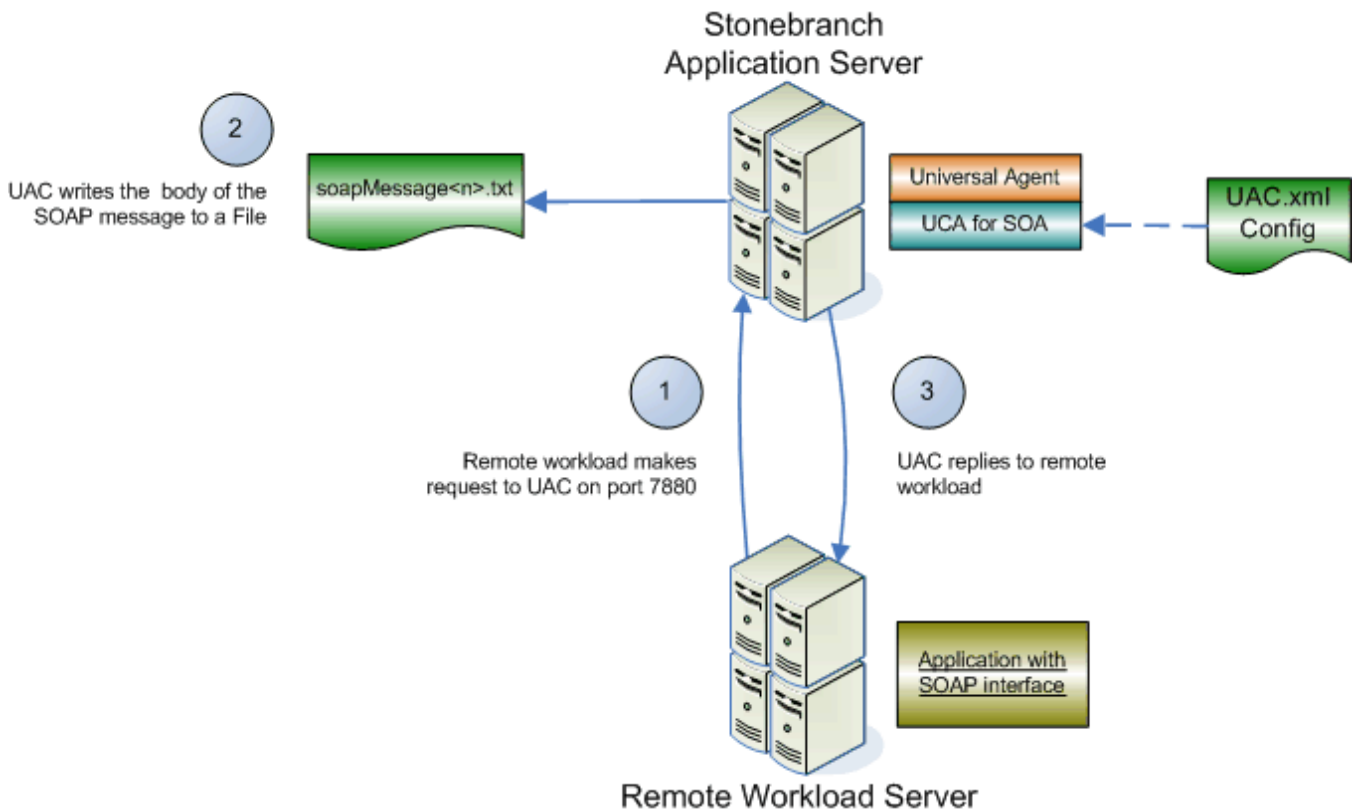 Stonebranch
Application Server
2
UAC writes the body of the
SOAP message to a File
soapMessage<n>.txt
Universal Agent
UCA for SOA
UAC.xml
Config
1
Remote workload makes
request to UAC on port 7880
3
UAC replies to remote
workload
Application with
SOAP interface
Remote Workload Server